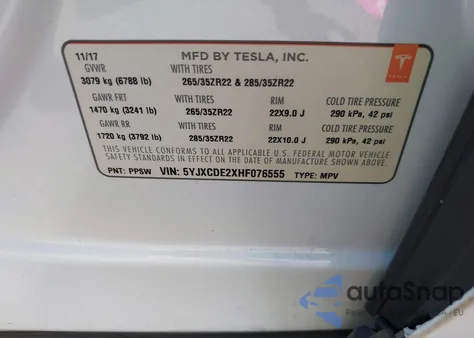 11/17 MFD BY TESLA, INC.
GVWR WITH TIRES
3079 kg (6788 lb) 265/35ZR22 & 285/35ZR22
TESLA
GAWR FRT WITH TIRES RIM COLD TIRE PRESSURE
1470 kg (3241 lb) 265/35ZR22 22X9.0 J 290 kPa, 42 psi
GAWR RR WITH TIRES RIM COLD TIRE PRESSURE
1720 kg (3792 lb) 285/35ZR22 22X10.0 J 290 kPa, 42 psi
THIS VEHICLE CONFORMS TO ALL APPLICABLE U.S. FEDERAL MOTOR VEHICLE
SAFETY STANDARDS IN EFFECT ON THE DATE OF MANUFACTURE SHOWN ABOVE.
PNT: PPSW VIN: 5YJXCDE2XHF076555 TYPE: MPV
autoSnap